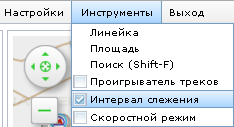 Настройки Инструменты Выход
Линейка
Площадь
Поиск (Shift-F)
Проигрыватель треков
Интервал слежения
Скоростной режим